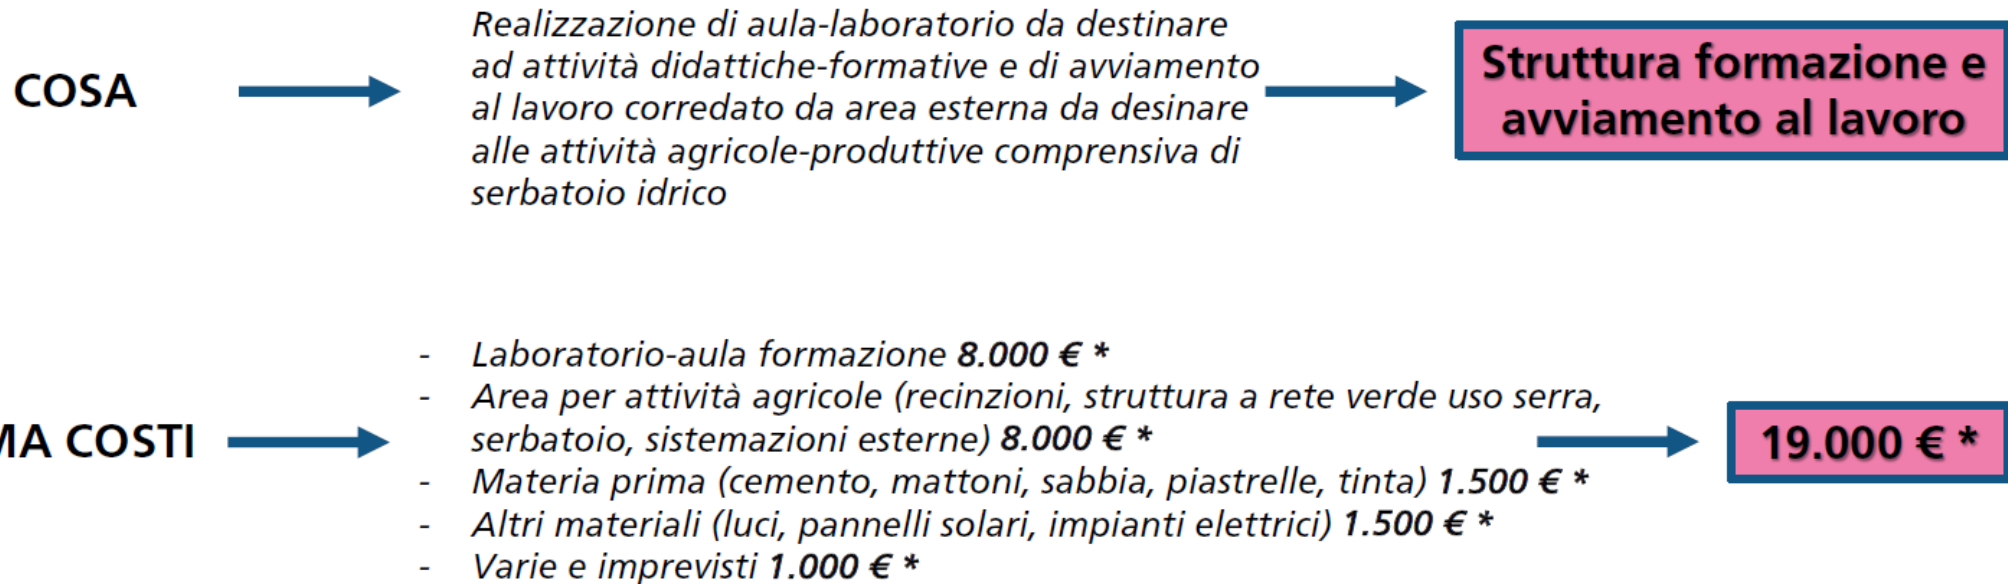 COSA
Realizzazione di aula-laboratorio da destinare
ad attività didattiche-formative e di avviamento
al lavoro corredato da area esterna da desinare
alle attività agricole-produttive comprensiva di
serbatoio idrico
Struttura formazione e
avviamento al lavoro
MA COSTI
- Laboratorio-aula formazione 8.000 € *
- Area per attività agricole (recinzioni, struttura a rete verde uso serra,
serbatoio, sistemazioni esterne) 8.000 € *
- Materia prima (cemento, mattoni, sabbia, piastrelle, tinta) 1.500 € *
- Altri materiali (luci, pannelli solari, impianti elettrici) 1.500 € *
- Varie e imprevisti 1.000 € *
19.000 € *